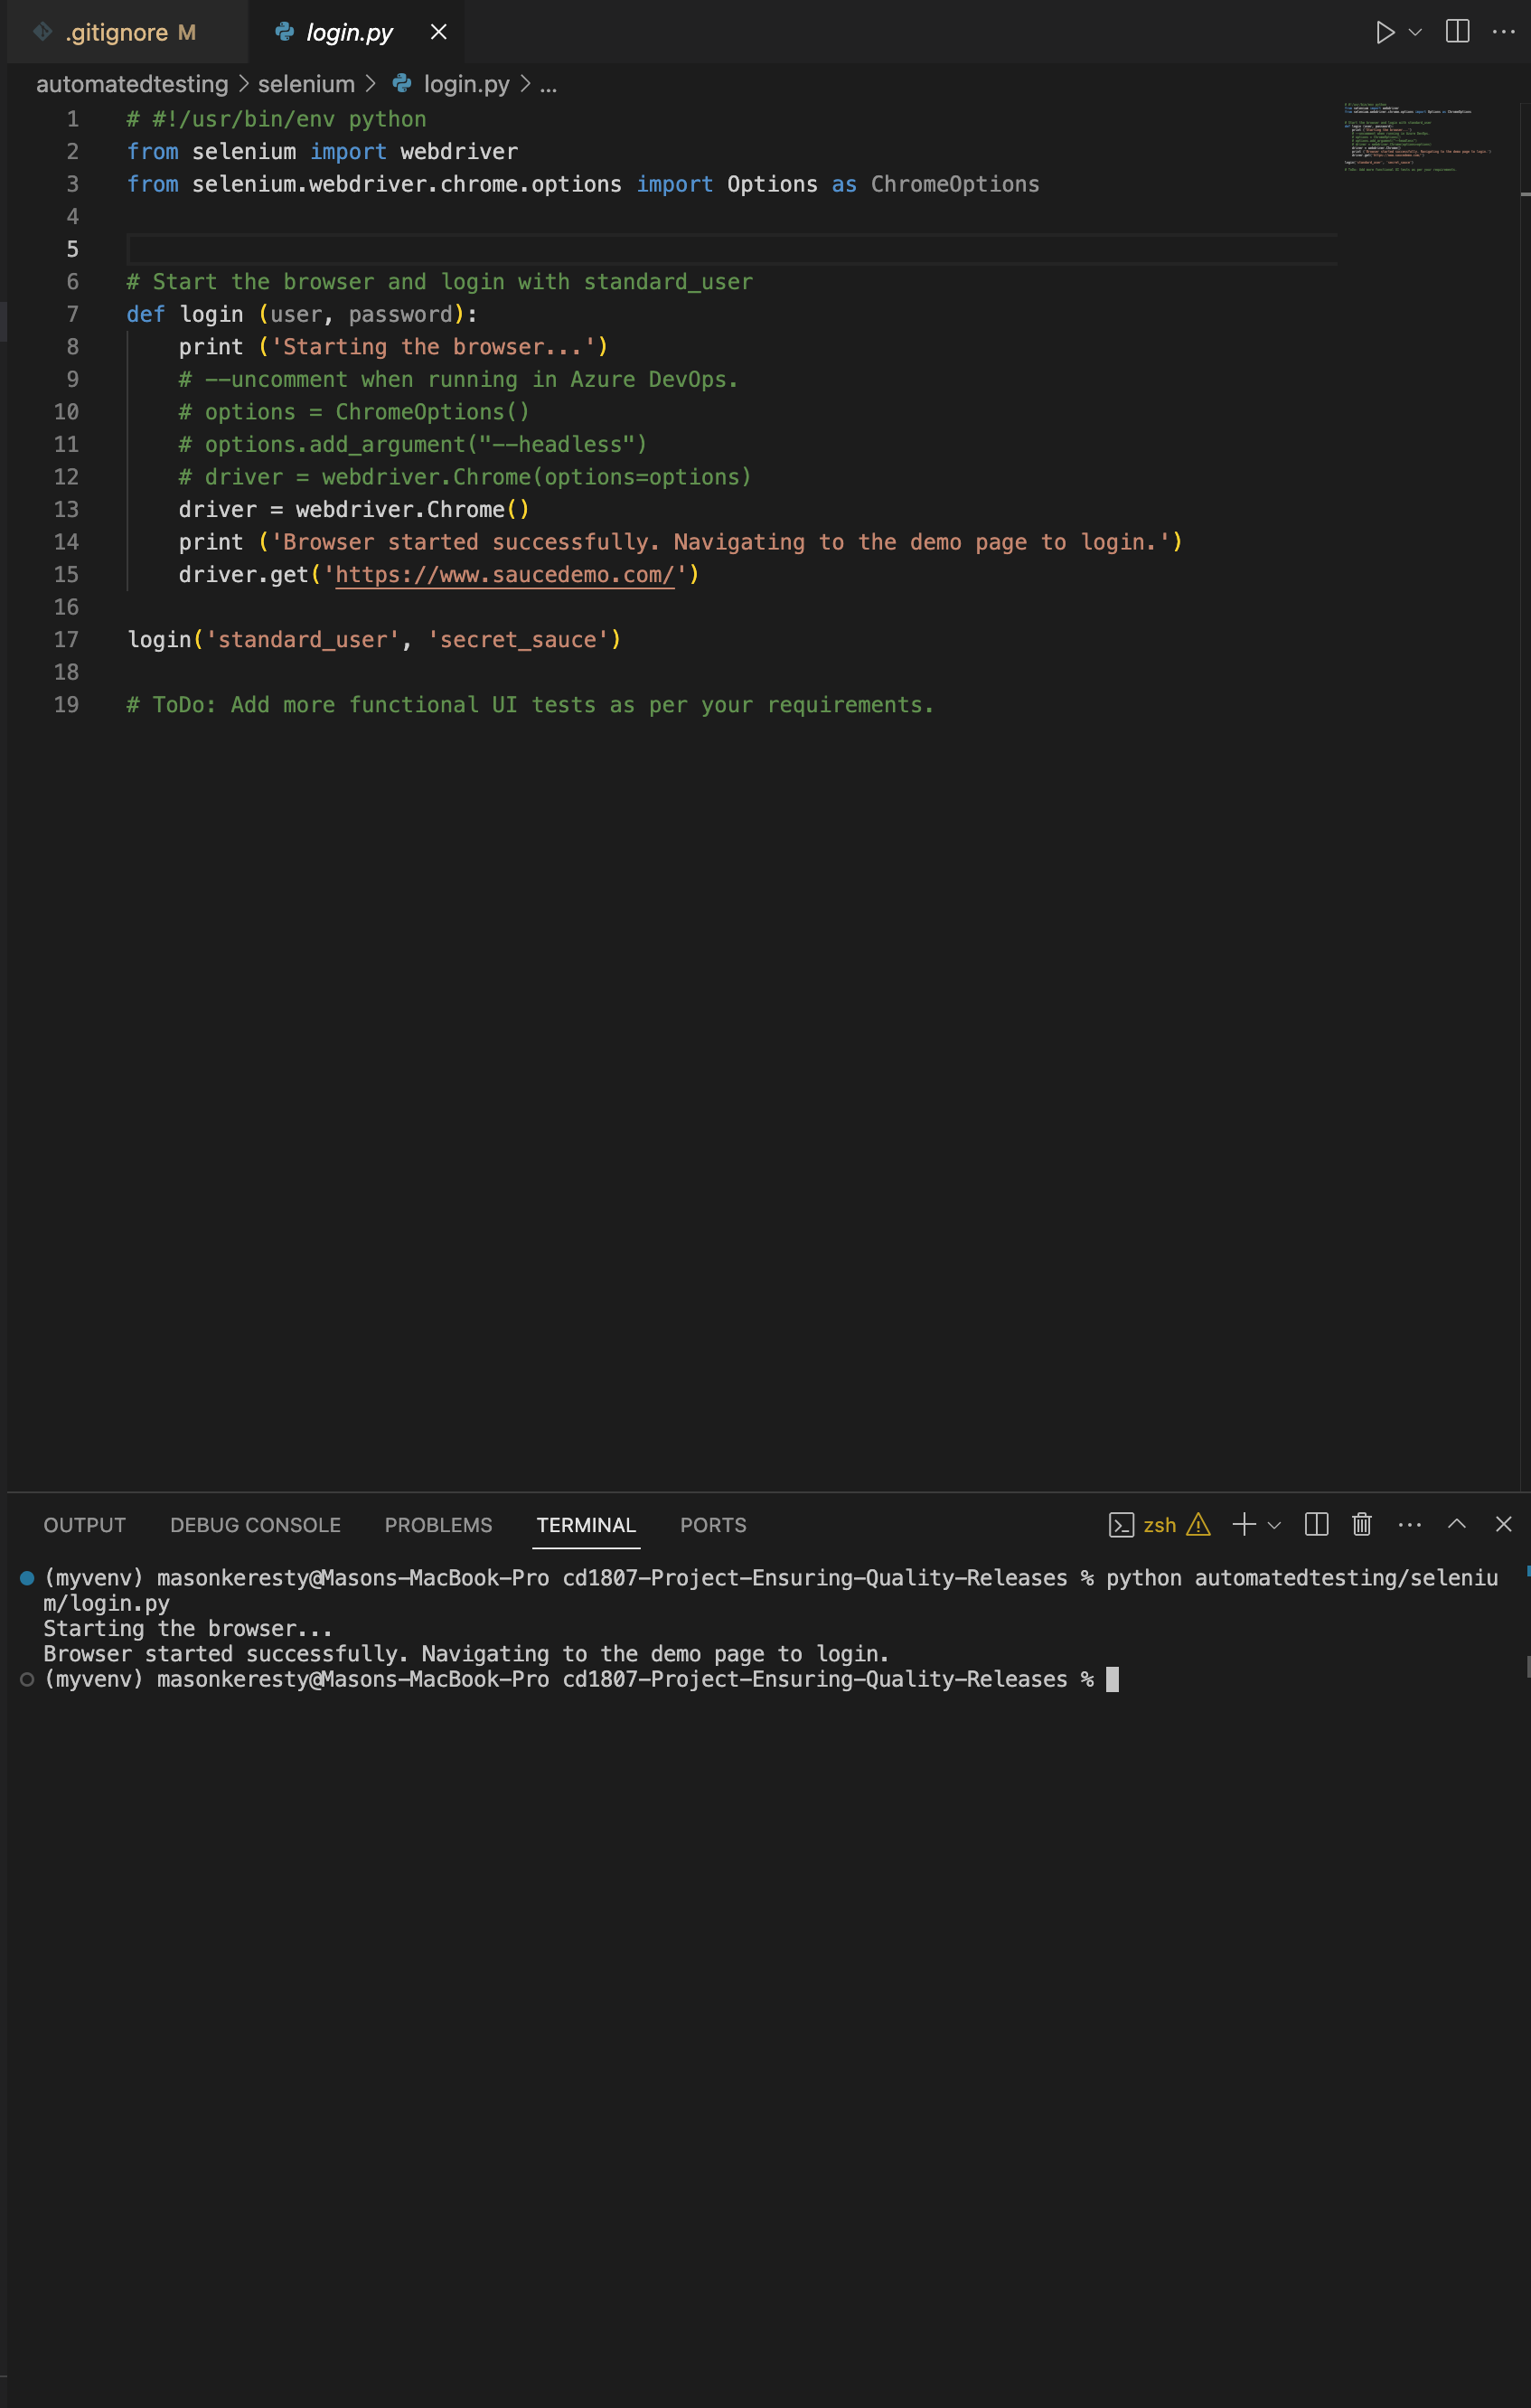 .gitignore M
login.py
automatedtesting > selenium > login.py > ...
1 # #!/usr/bin/env python
2 from selenium import webdriver
3 from selenium.webdriver.chrome.options import Options as ChromeOptions
4
5
6 # Start the browser and login with standard_user
7 def login (user, password):
8     print ('Starting the browser...')
9     # --uncomment when running in Azure DevOps.
10     # options = ChromeOptions()
11     # options.add_argument("--headless")
12     # driver = webdriver.Chrome(options=options)
13     driver = webdriver.Chrome()
14     print ('Browser started successfully. Navigating to the demo page to login.')
15     driver.get('https://www.saucedemo.com/')
16
17 login('standard_user', 'secret_sauce')
18
19 # ToDo: Add more functional UI tests as per your requirements.
OUTPUT DEBUG CONSOLE PROBLEMS TERMINAL PORTS zsh
(myvenv) masonkeresty@Masons-MacBook-Pro cd1807-Project-Ensuring-Quality-Releases % python automatedtesting/seleniu
m/login.py
Starting the browser...
Browser started successfully. Navigating to the demo page to login.
(myvenv) masonkeresty@Masons-MacBook-Pro cd1807-Project-Ensuring-Quality-Releases %